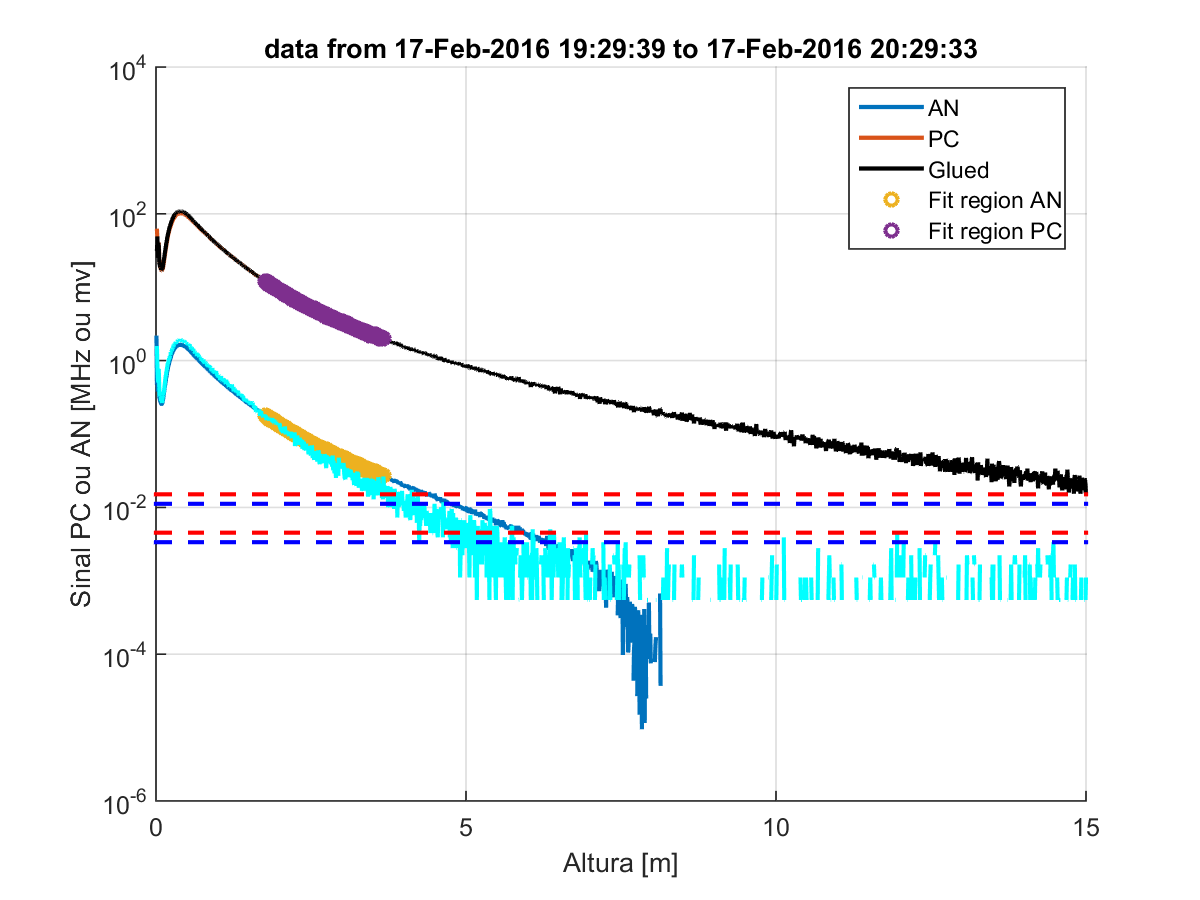 data from 17-Feb-2016 19:29:39 to 17-Feb-2016 20:29:33
Sinal PC ou AN [MHz ou mv]
10^4
10^2
10^0
10^-2
10^-4
10^-6
AN
PC
Glued
Fit region AN
Fit region PC
0 5 10 15
Altura [m]